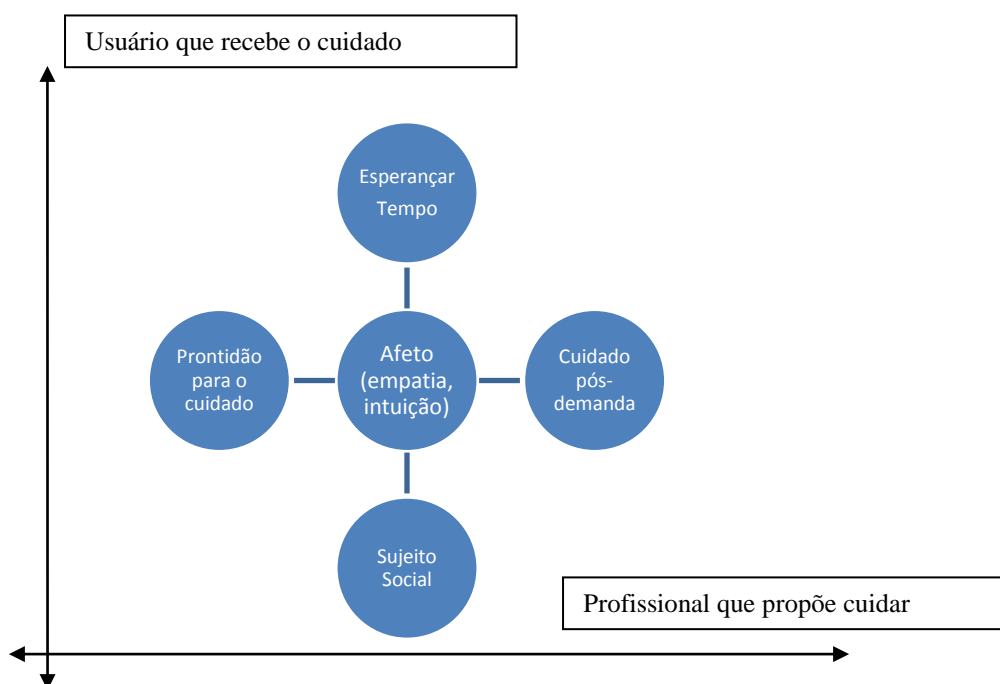 Usuário que recebe o cuidado
Esperançar
Tempo
Prontidão
para o
cuidado
Afeto
(empatia,
intuição)
Cuidado
pós-
demanda
Sujeito
Social
Profissional que propõe cuidar